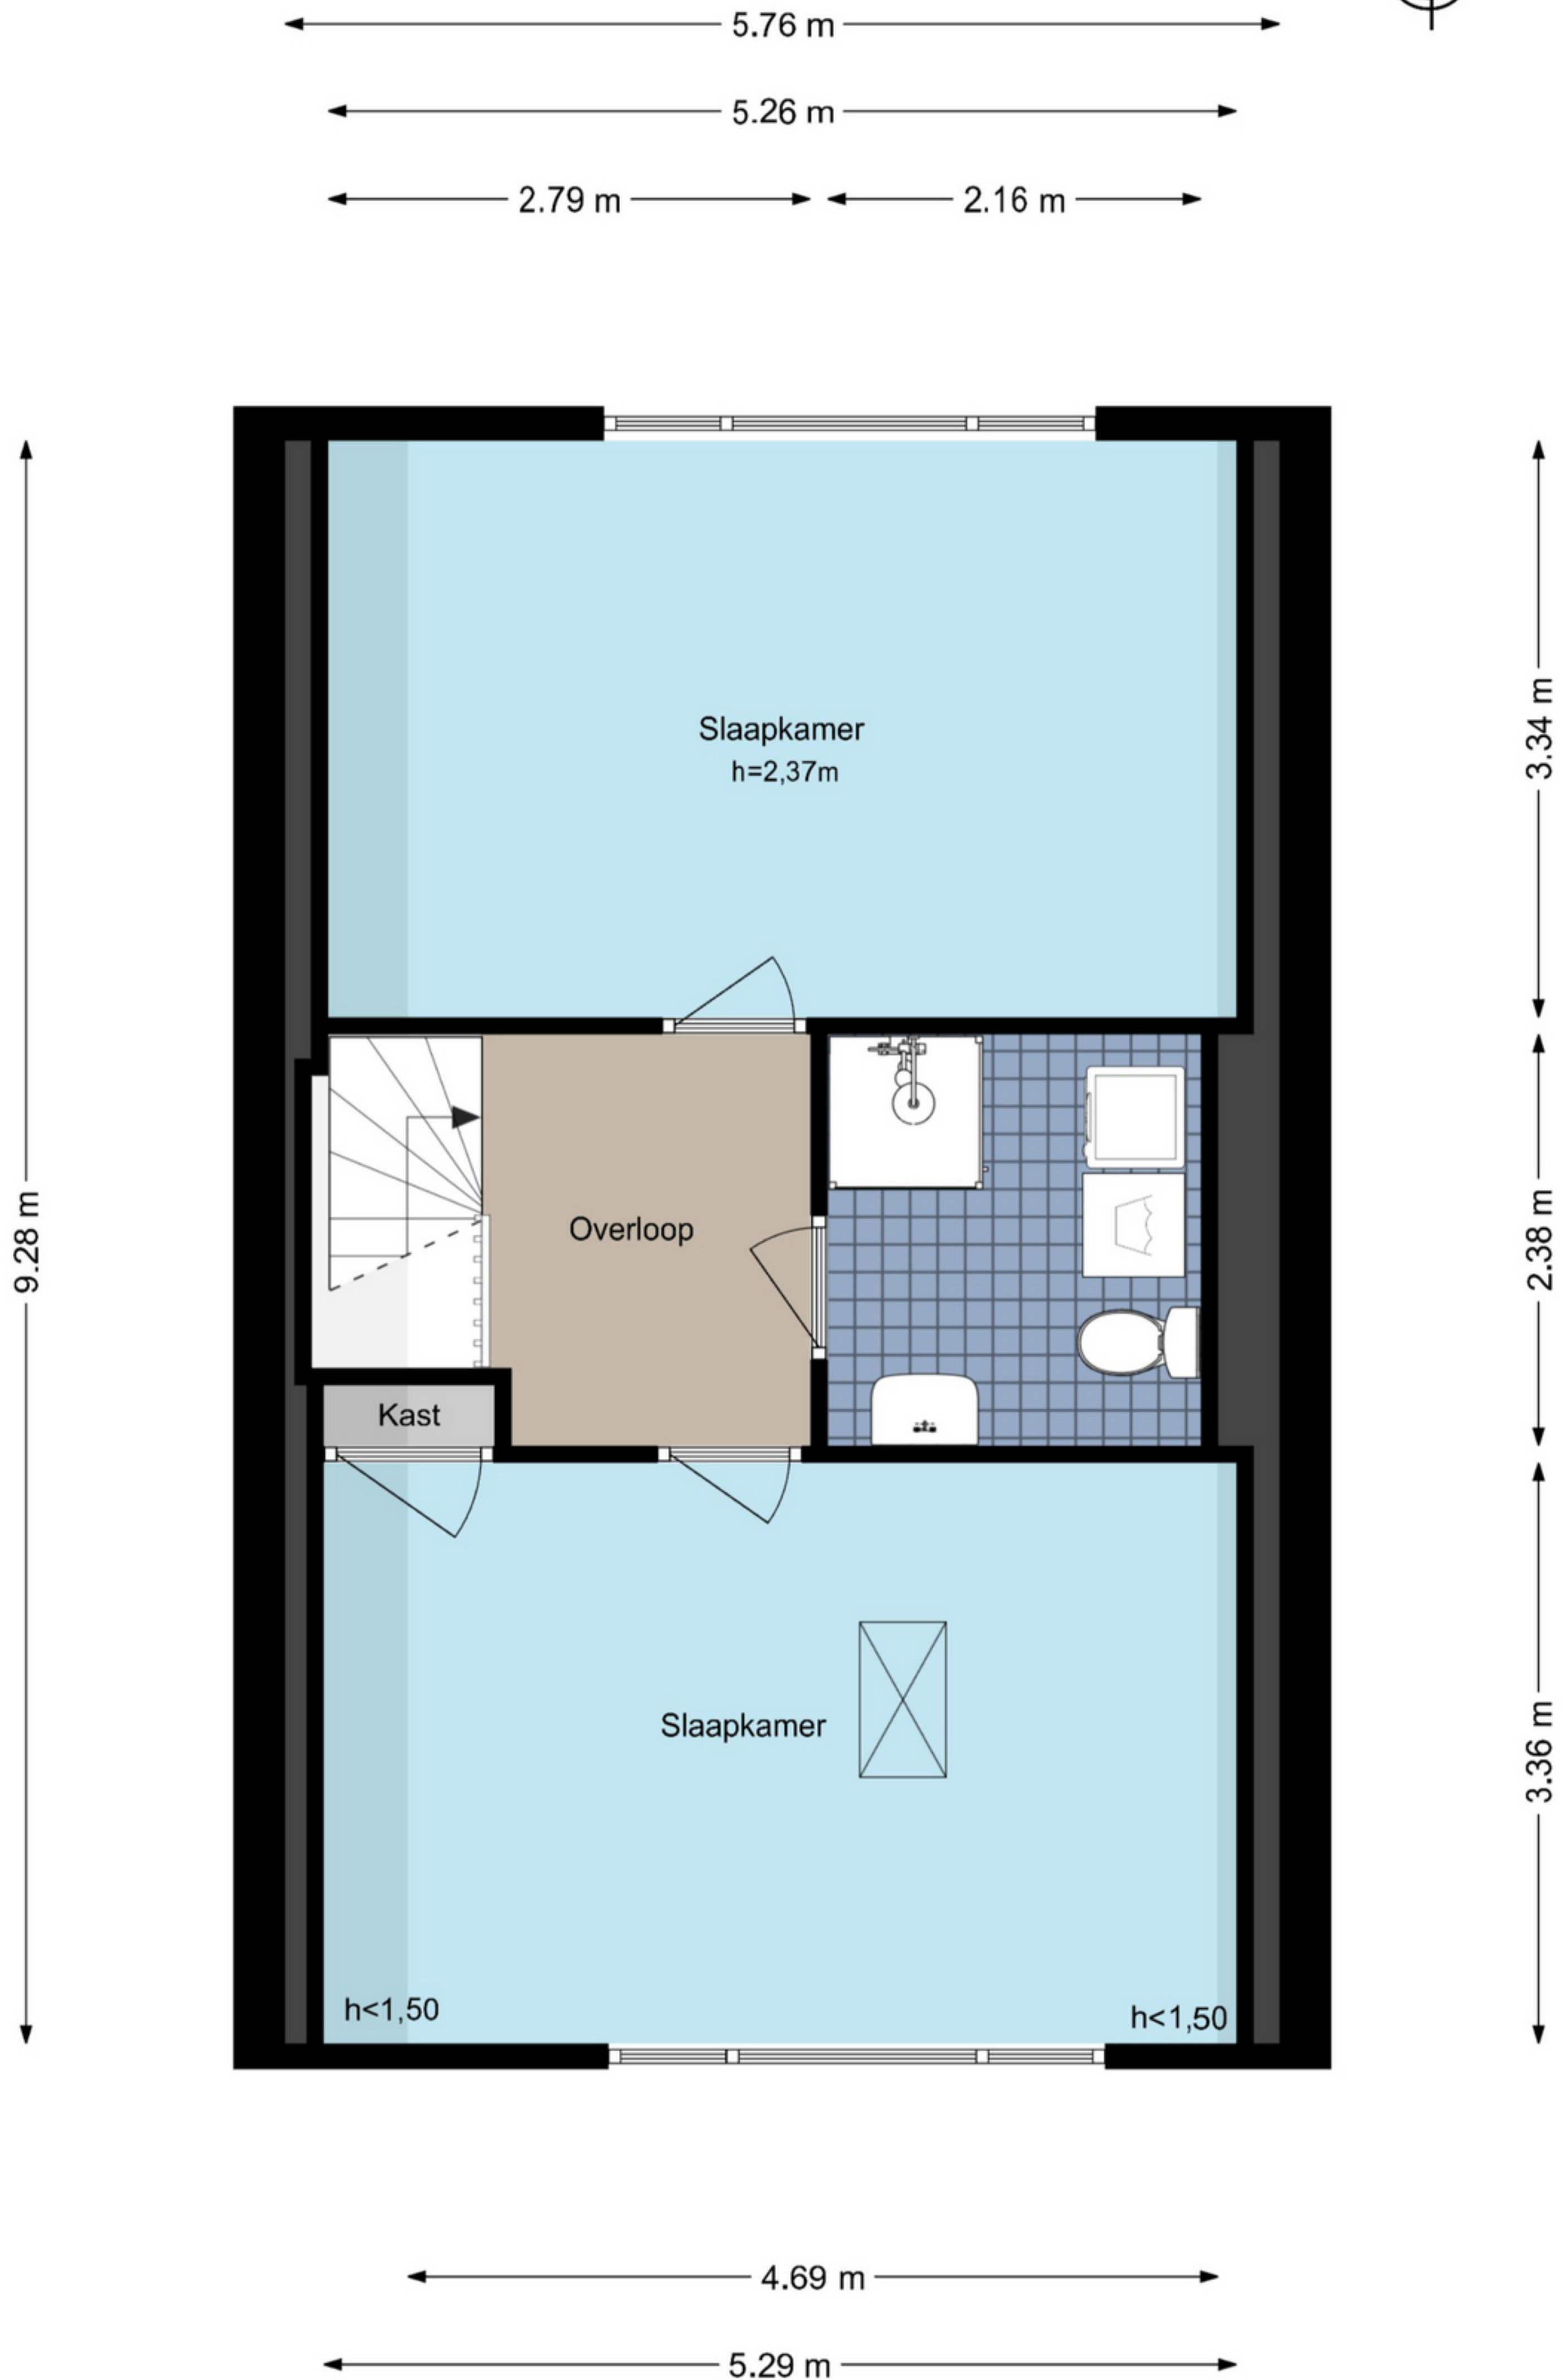 5.76 m
5.26 m
2.79 m
2.16 m
Slaapkamer
h=2,37m
3.34 m
9.28 m
Overloop
2.38 m
Kast
Slaapkamer
3.36 m
h<1,50
h<1,50
4.69 m
5.29 m